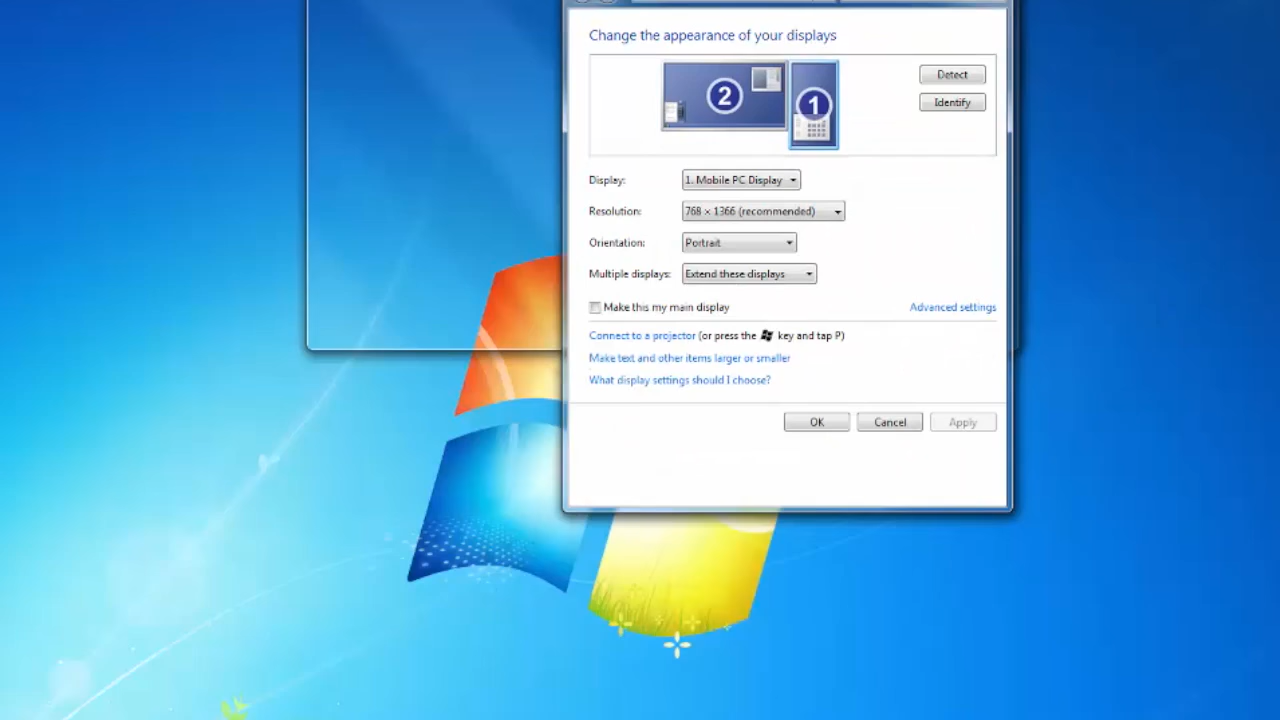 Change the appearance of your displays
2
1
Detect
Identify
Display: 1. Mobile PC Display
Resolution: 768 × 1366 (recommended)
Orientation: Portrait
Multiple displays: Extend these displays
Make this my main display
Advanced settings
Connect to a projector (or press the key and tap P)
Make text and other items larger or smaller
What display settings should I choose?
OK
Cancel
Apply